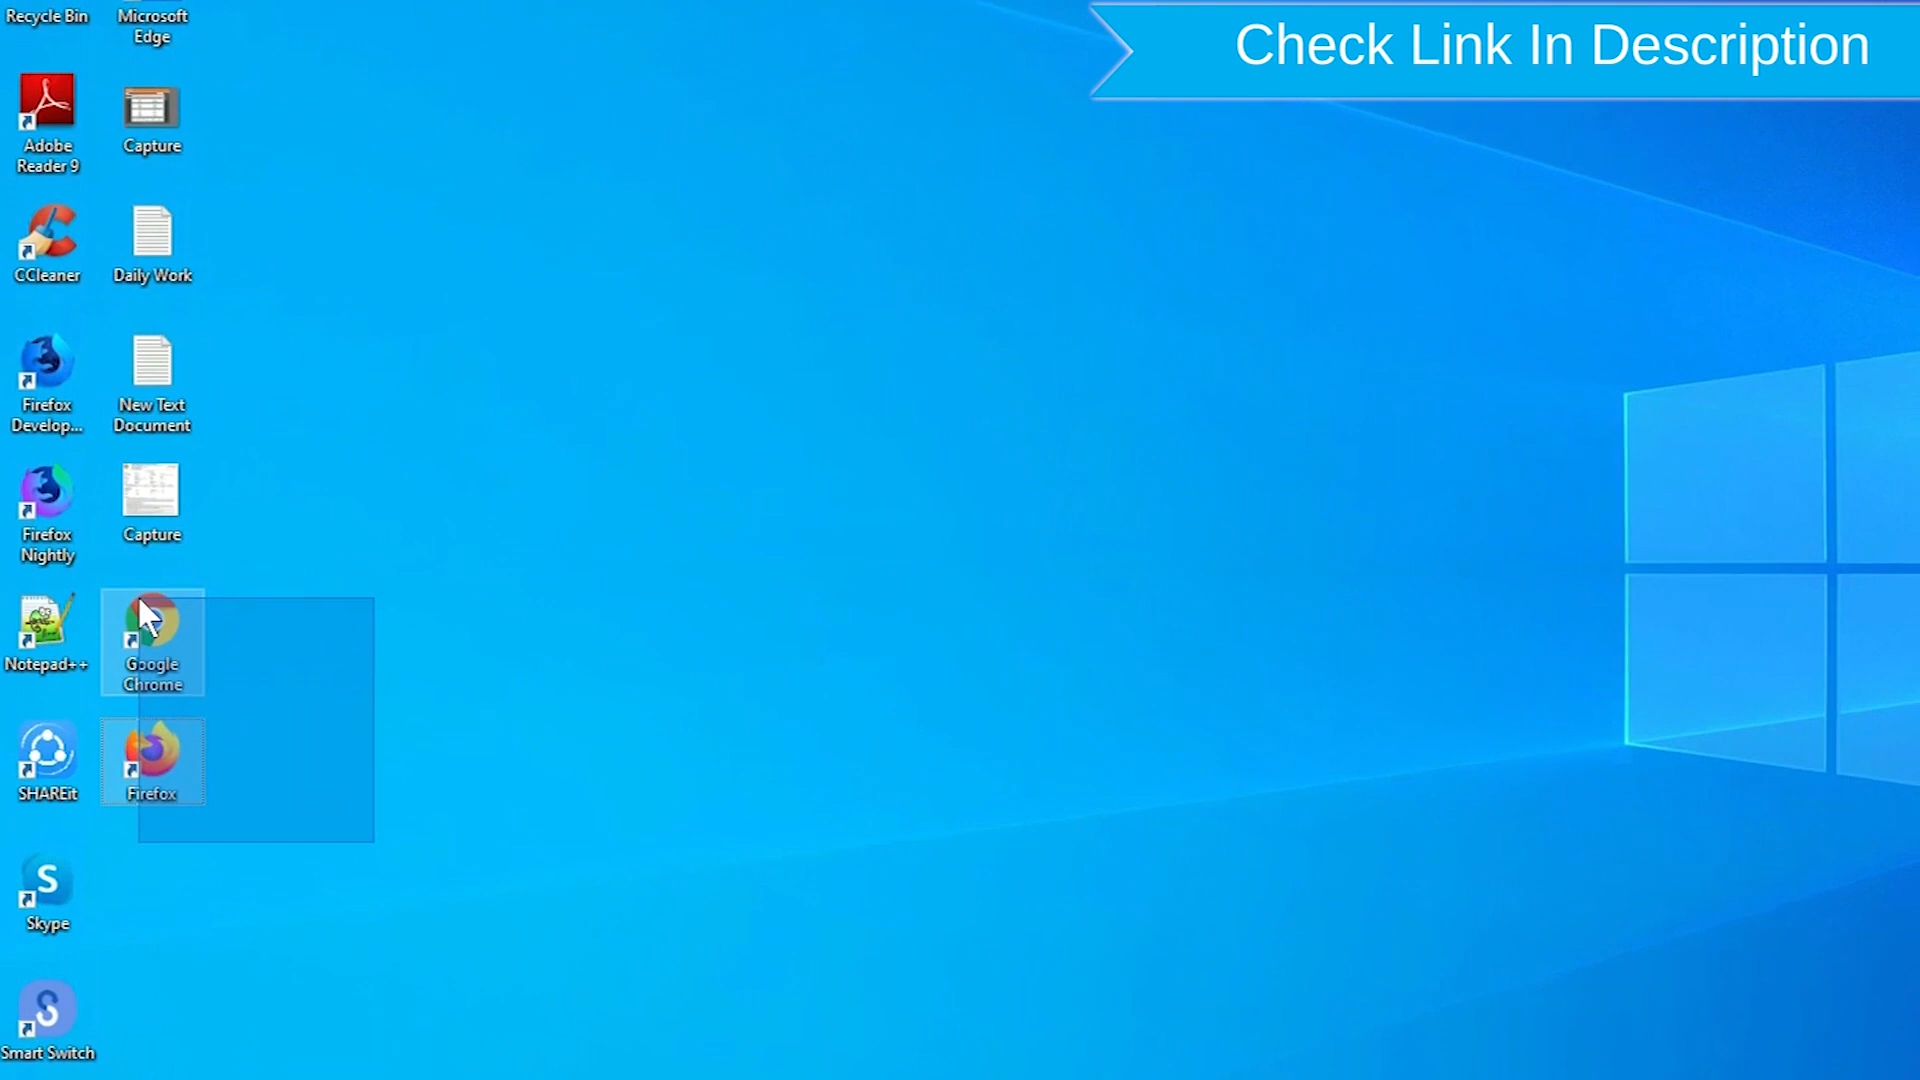 Recycle Bin
Microsoft
Edge
Check Link In Description
Adobe
Reader 9
Capture
CCleaner
Daily Work
Firefox
Develop...
New Text
Document
Firefox
Nightly
Capture
Notepad++
Google
Chrome
SHAREit
Firefox
Skype
Smart Switch